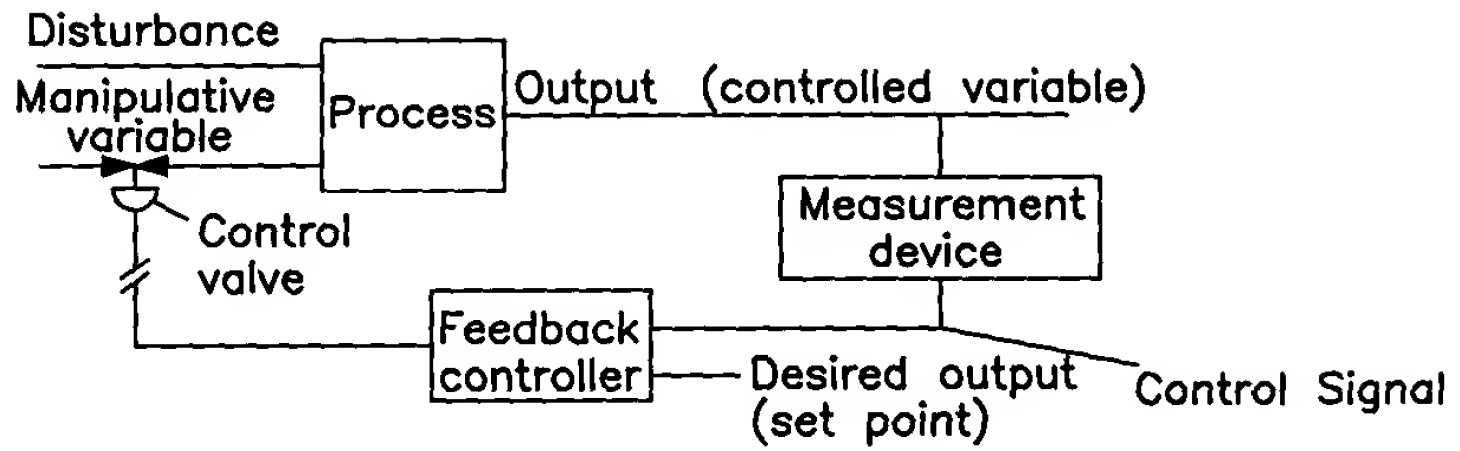 Disturbance
Manipulative
variable
Process
Output (controlled variable)
Control
valve
Measurement
device
Feedback
controller
Desired output
(set point)
Control Signal